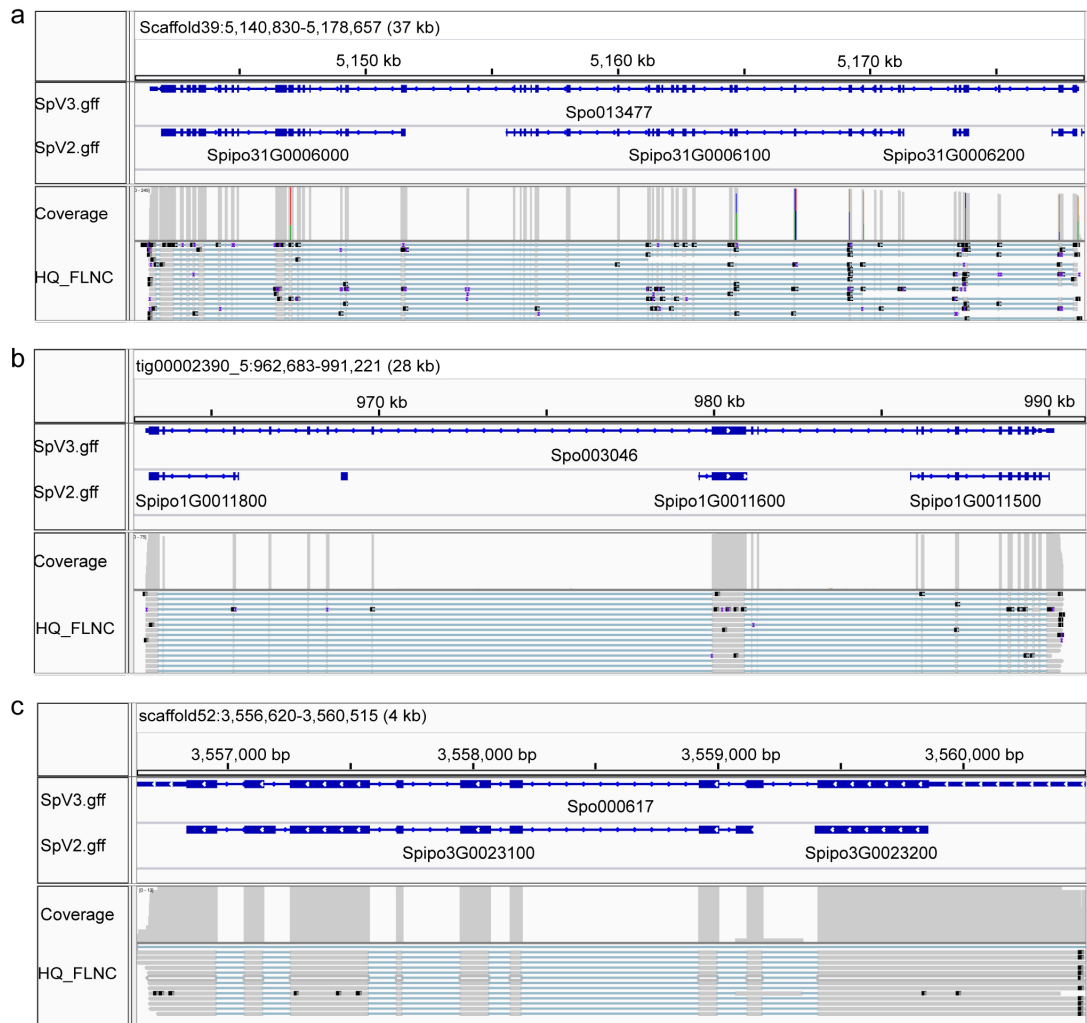 a
Scaffold39:5,140,830-5,178,657 (37 kb)
5,150 kb 5,160 kb 5,170 kb
SpV3.gff
Spo013477
SpV2.gff
Spipo31G0006000 Spipo31G0006100 Spipo31G0006200
Coverage
HQ_FLNC
b
tig00002390_5:962,683-991,221 (28 kb)
970 kb 980 kb 990 kb
SpV3.gff
Spo003046
SpV2.gff
Spipo1G0011800 Spipo1G0011600 Spipo1G0011500
[0 - 75]
Coverage
HQ_FLNC
c
scaffold52:3,556,620-3,560,515 (4 kb)
3,557,000 bp 3,558,000 bp 3,559,000 bp 3,560,000 bp
SpV3.gff
Spo000617
SpV2.gff
Spipo3G0023100 Spipo3G0023200
Coverage
HQ_FLNC